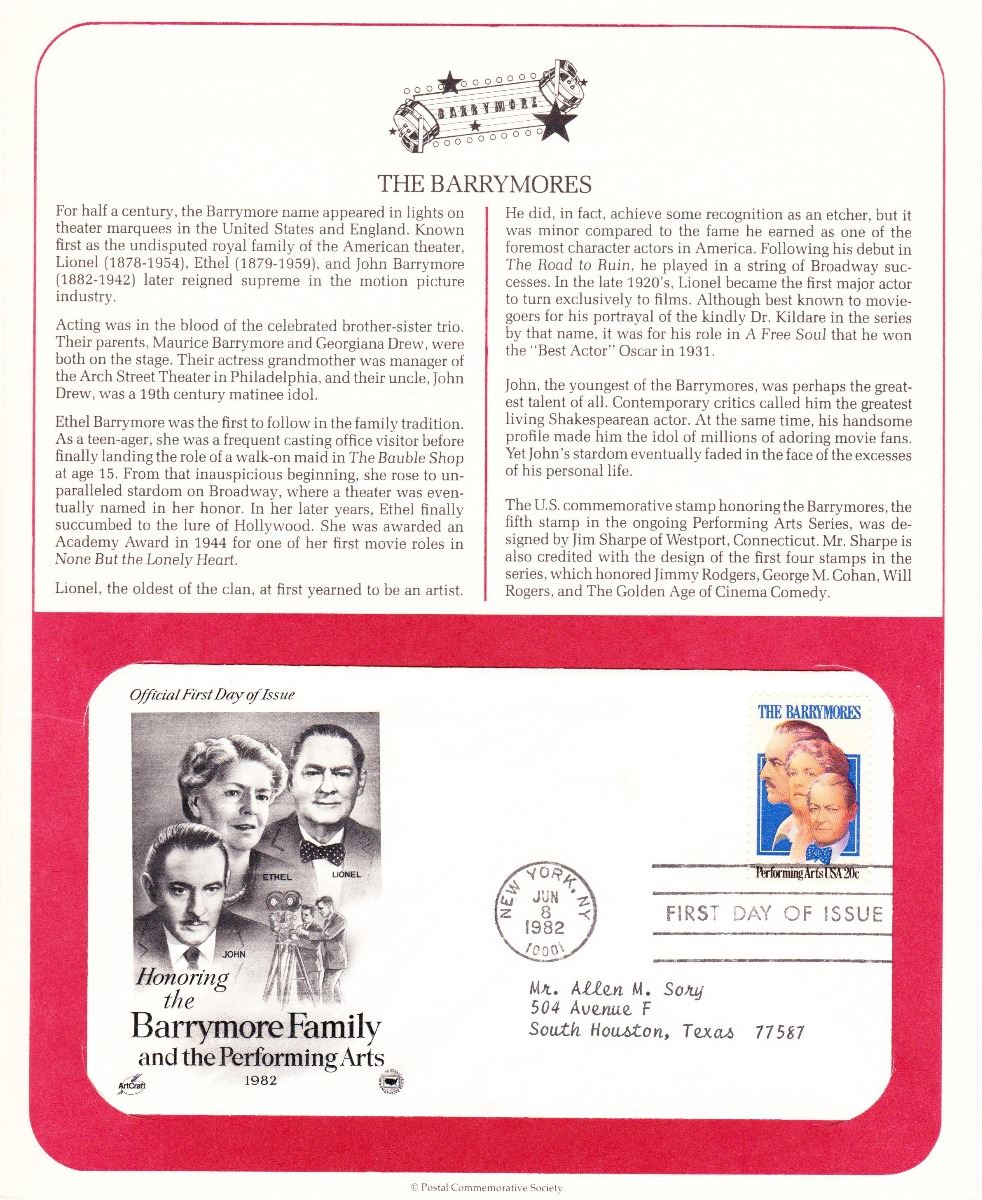 BARRYMORE
THE BARRYMORES
For half a century, the Barrymore name appeared in lights on
theater marquees in the United States and England. Known
first as the undisputed royal family of the American theater,
Lionel (1878-1954), Ethel (1879-1959), and John Barrymore
(1882-1942) later reigned supreme in the motion picture
industry.
Acting was in the blood of the celebrated brother-sister trio.
Their parents, Maurice Barrymore and Georgiana Drew, were
both on the stage. Their actress grandmother was manager of
the Arch Street Theater in Philadelphia, and their uncle, John
Drew, was a 19th century matinee idol.
Ethel Barrymore was the first to follow in the family tradition.
As a teen-ager, she was a frequent casting office visitor before
finally landing the role of a walk-on maid in The Bauble Shop
at age 15. From that inauspicious beginning, she rose to un-
paralleled stardom on Broadway, where a theater was even-
tually named in her honor. In her later years, Ethel finally
succumbed to the lure of Hollywood. She was awarded an
Academy Award in 1944 for one of her first movie roles in
None But the Lonely Heart.
Lionel, the oldest of the clan, at first yearned to be an artist.
He did, in fact, achieve some recognition as an etcher, but it
was minor compared to the fame he earned as one of the
foremost character actors in America. Following his debut in
The Road to Ruin, he played in a string of Broadway suc-
cesses. In the late 1920's, Lionel became the first major actor
to turn exclusively to films. Although best known to movie-
goers for his portrayal of the kindly Dr. Kildare in the series
by that name, it was for his role in A Free Soul that he won
the "Best Actor" Oscar in 1931.
John, the youngest of the Barrymores, was perhaps the great-
est talent of all. Contemporary critics called him the greatest
living Shakespearean actor. At the same time, his handsome
profile made him the idol of millions of adoring movie fans.
Yet John's stardom eventually faded in the face of the excesses
of his personal life.
The U.S. commemorative stamp honoring the Barrymores, the
fifth stamp in the ongoing Performing Arts Series, was de-
signed by Jim Sharpe of Westport, Connecticut. Mr. Sharpe is
also credited with the design of the first four stamps in the
series, which honored Jimmy Rodgers, George M. Cohan, Will
Rogers, and The Golden Age of Cinema Comedy.
Official First Day of Issue
ETHEL
LIONEL
JOHN
Honoring
the
Barrymore Family
and the Performing Arts
1982
ArtCraft
THE BARRYMORES
Performing Arts USA 20c
NEW YORK, NY
JUN
8
1982
10001
FIRST DAY OF ISSUE
Mr. Allen M. Sory
504 Avenue F
South Houston, Texas 77587
© Postal Commemorative Society